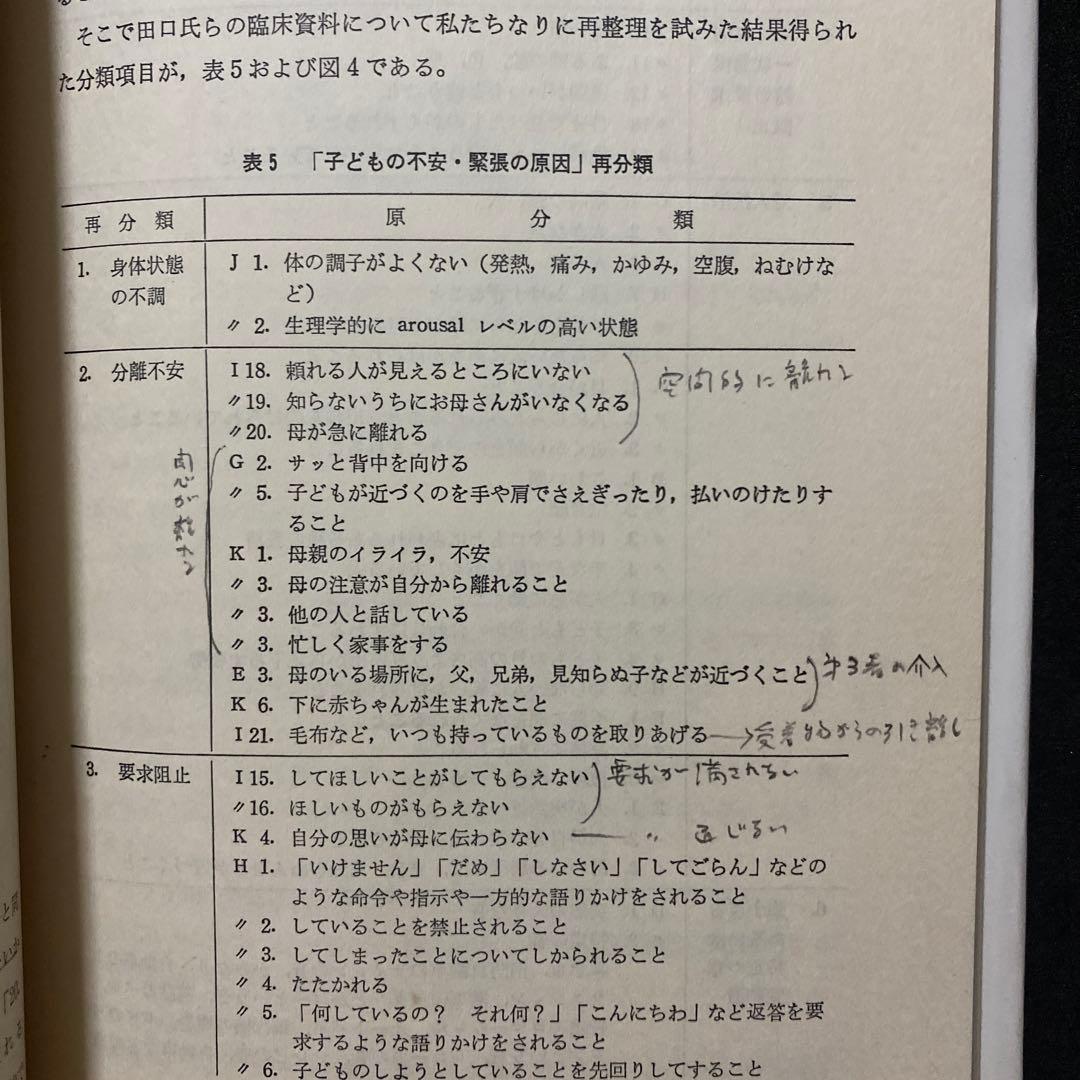 そこで田口氏らの臨床資料について私たちなりに再整理を試みた結果得られ
た分類項目が，表5および図4である。
表5　「子どもの不安・緊張の原因」再分類
再分類　原分類
1. 身体状態の不調
J 1. 体の調子がよくない（発熱，痛み，かゆみ，空腹，ねむけな
ど）
〃 2. 生理学的に arousal レベルの高い状態
2. 分離不安
I 18. 頼れる人が見えるところにいない
〃19. 知らないうちにお母さんがいなくなる
〃20. 母が急に離れる
空間的に離れる
G 2. サッと背中を向ける
〃 5. 子どもが近づくのを手や肩でさえぎったり，払いのけたりす
ること
K 1. 母親のイライラ，不安
〃 3. 母の注意が自分から離れること
〃 3. 他の人と話している
〃 3. 忙しく家事をする
関心が離れる
E 3. 母のいる場所に，父，兄弟，見知らぬ子などが近づくこと
K 6. 下に赤ちゃんが生まれたこと
第3者の介入
I 21. 毛布など，いつも持っているものを取りあげる→愛着物からの引き離し
3. 要求阻止
I 15. してほしいことがしてもらえない
〃16. ほしいものがもらえない
要求が満されない
K 4. 自分の思いが母に伝わらない — 〃 通じない
H 1. 「いけません」「だめ」「しなさい」「してごらん」などの
ような命令や指示や一方的な語りかけをされること
〃 2. していることを禁止されること
〃 3. してしまったことについてしかられること
〃 4. たたかれる
〃 5. 「何しているの？　それ何？」「こんにちわ」など返答を要
求するような語りかけをされること
〃 6. 子どものしようとしていることを先回りしてすること